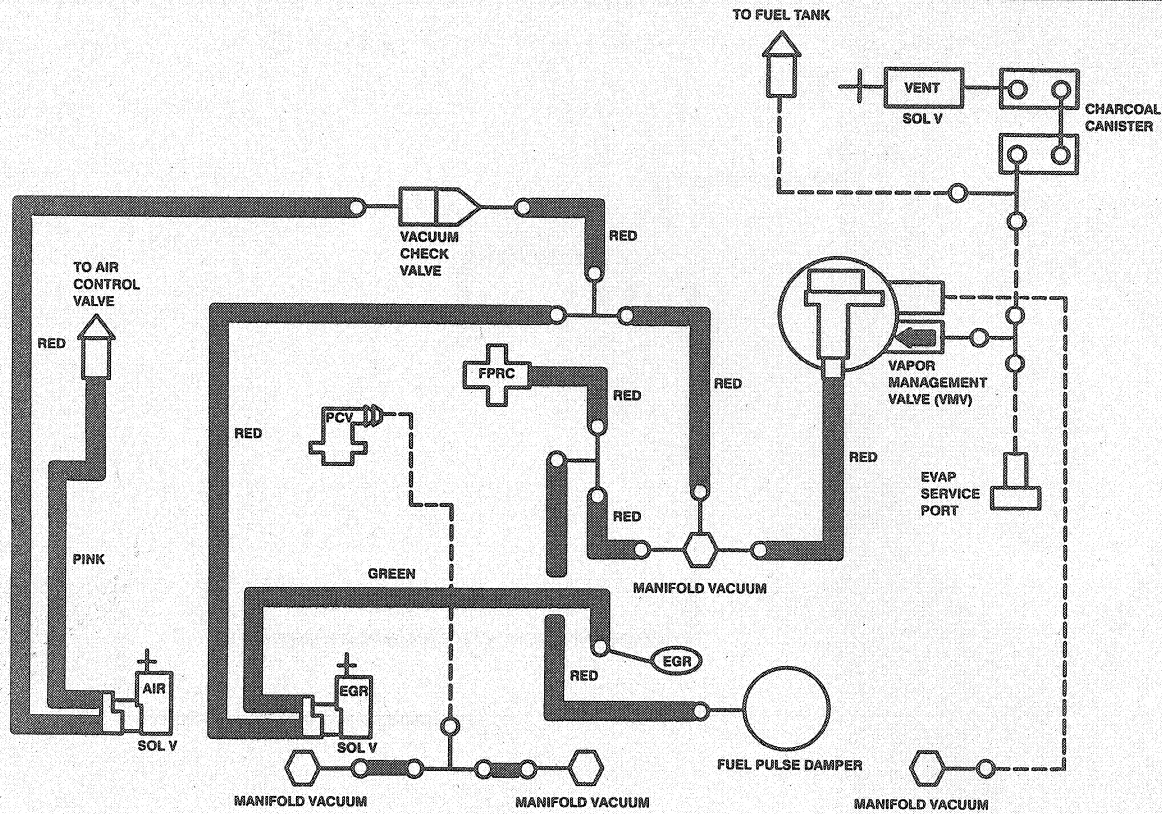 TO FUEL TANK
VENT
SOL V
CHARCOAL
CANISTER
VACUUM
CHECK
VALVE
RED
TO AIR
CONTROL
VALVE
RED
FPRC
RED
RED
VAPOR
MANAGEMENT
VALVE (VMV)
PCV
RED
RED
EVAP
SERVICE
PORT
RED
PINK
GREEN
MANIFOLD VACUUM
EGR
RED
AIR
SOL V
EGR
SOL V
FUEL PULSE DAMPER
MANIFOLD VACUUM
MANIFOLD VACUUM
MANIFOLD VACUUM